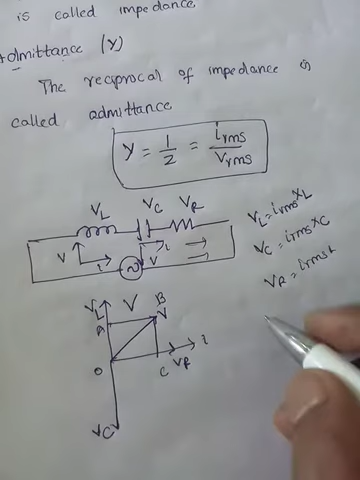 is called impedance
Admittance (Y)
The reciprocal of impedance is
called admittance
Y = 1/Z = irms/Vrms
VL VC VR
V i V i
VL = irms XL
VC = irms XC
VR = irms r
VL V B
A V
O C VR i
VC